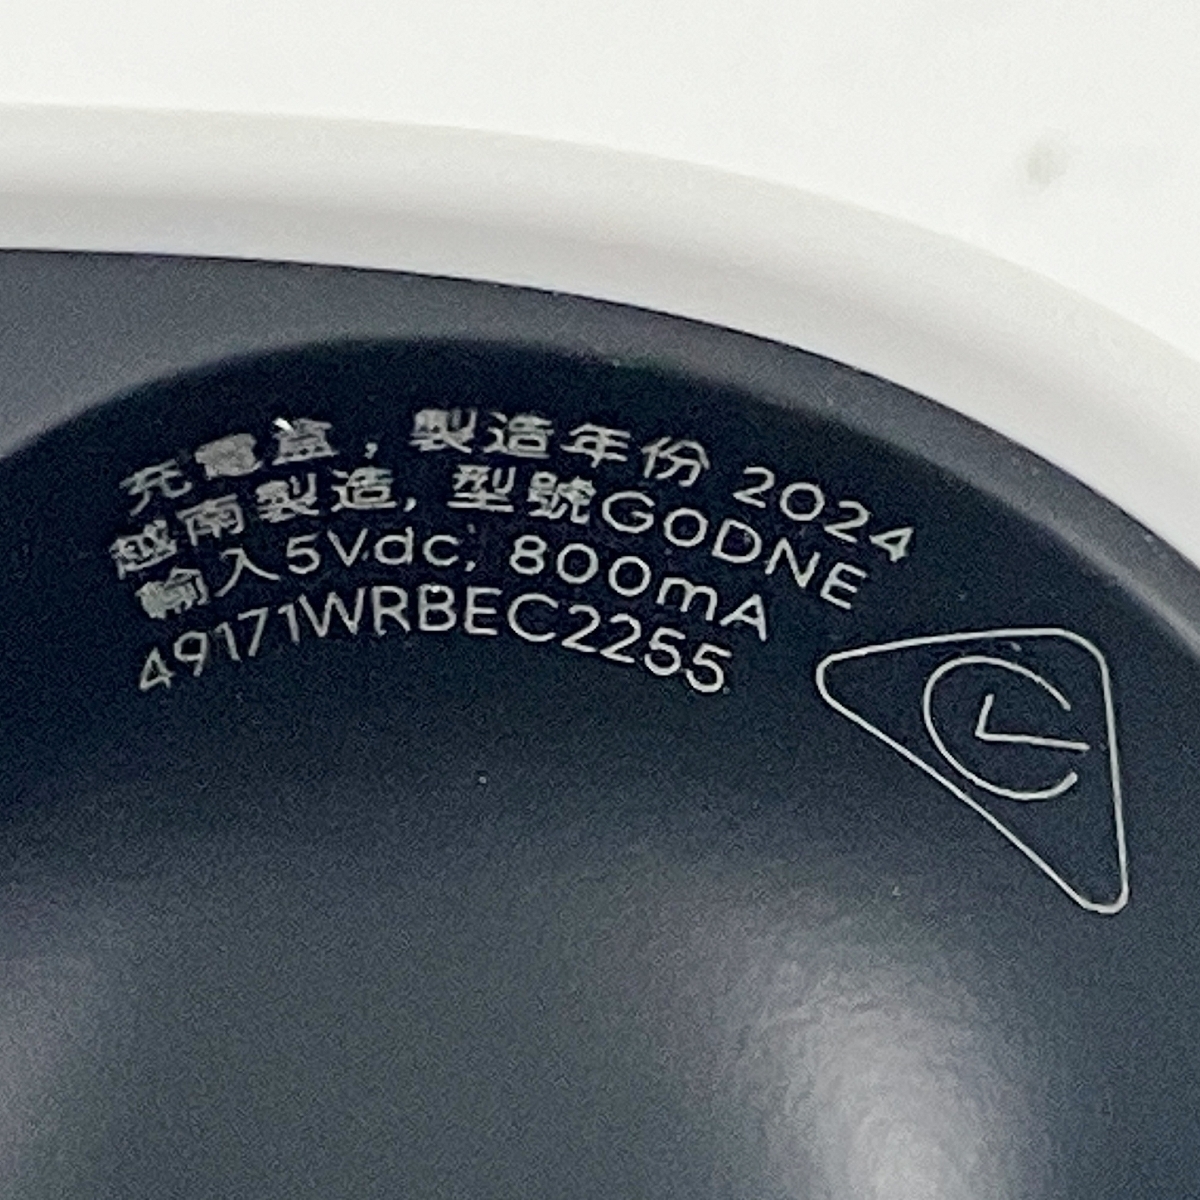 充電盒，製造年份 2024
越南製造, 型號G0DNE
輸入5Vdc, 800mA
49171WRBEC2255